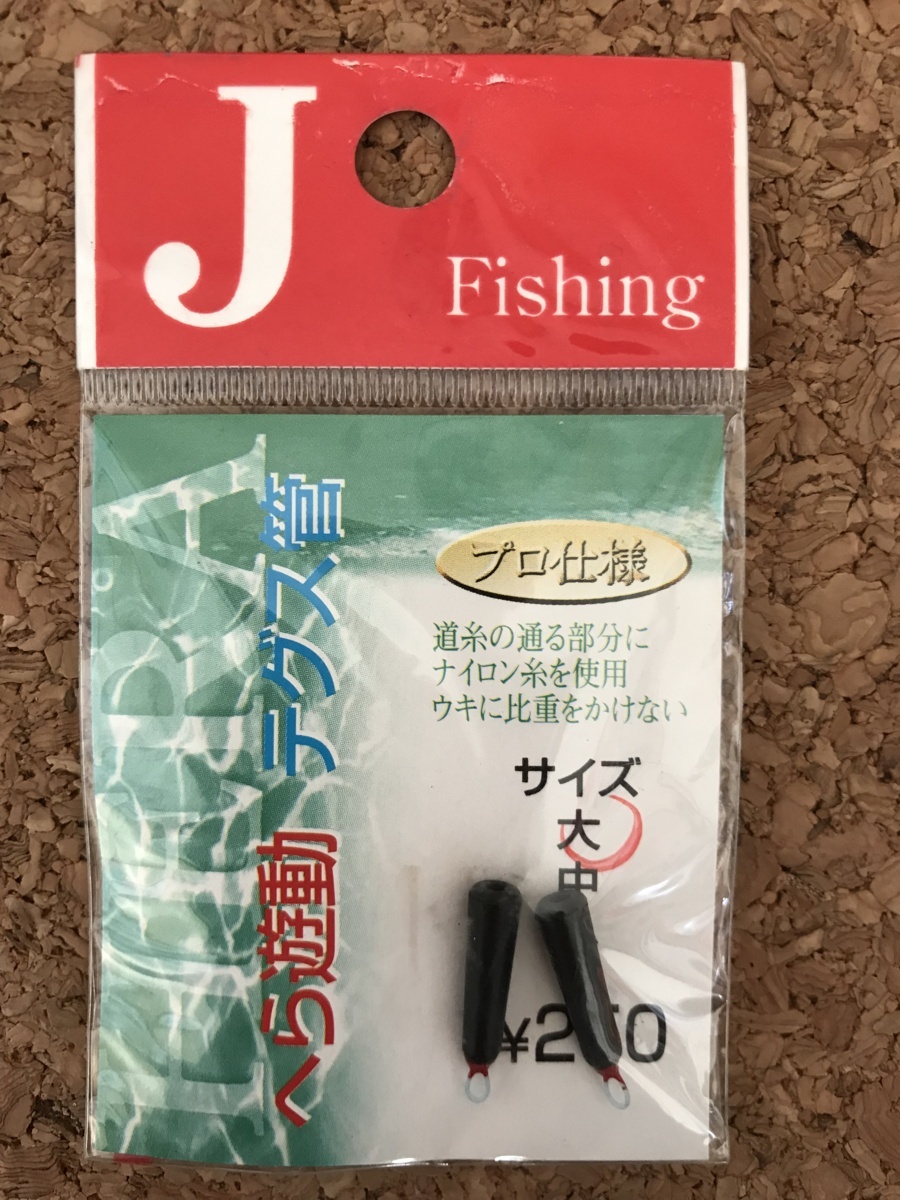 J
Fishing
HERA
へら遊動 テグス管
プロ仕様
道糸の通る部分に
ナイロン糸を使用
ウキに比重をかけない
サイズ
大
中